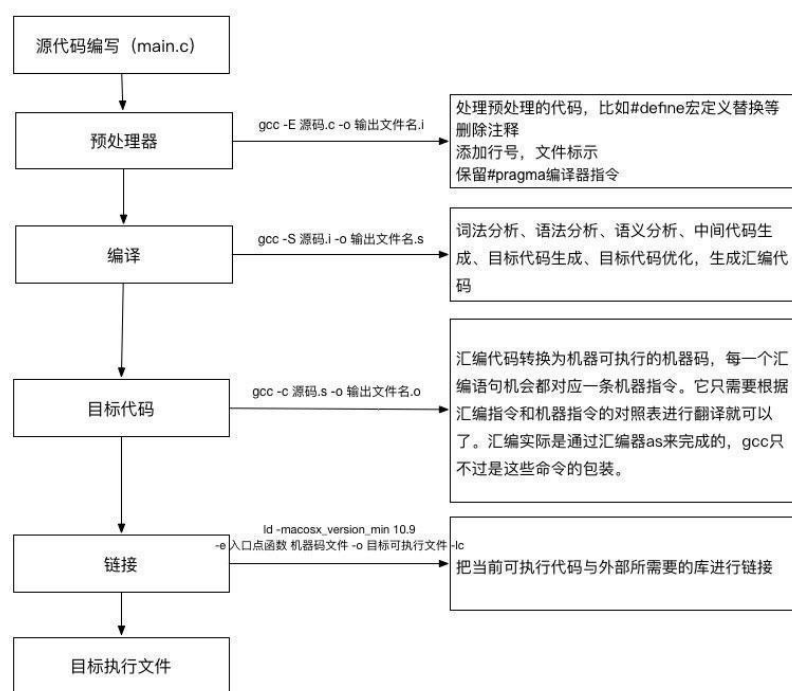 源代码编写（main.c）
预处理器
gcc -E 源码.c -o 输出文件名.i
处理预处理的代码，比如#define宏定义替换等
删除注释
添加行号，文件标示
保留#pragma编译器指令
编译
gcc -S 源码.i -o 输出文件名.s
词法分析、语法分析、语义分析、中间代码生
成、目标代码生成、目标代码优化，生成汇编代
码
目标代码
gcc -c 源码.s -o 输出文件名.o
汇编代码转换为机器可执行的机器码，每一个汇
编语句机会都对应一条机器指令。它只需要根据
汇编指令和机器指令的对照表进行翻译就可以
了。汇编实际是通过汇编器as来完成的，gcc只
不过是这些命令的包装。
链接
ld -macosx_version_min 10.9
-e 入口点函数 机器码文件 -o 目标可执行文件 -lc
把当前可执行代码与外部所需要的库进行链接
目标执行文件